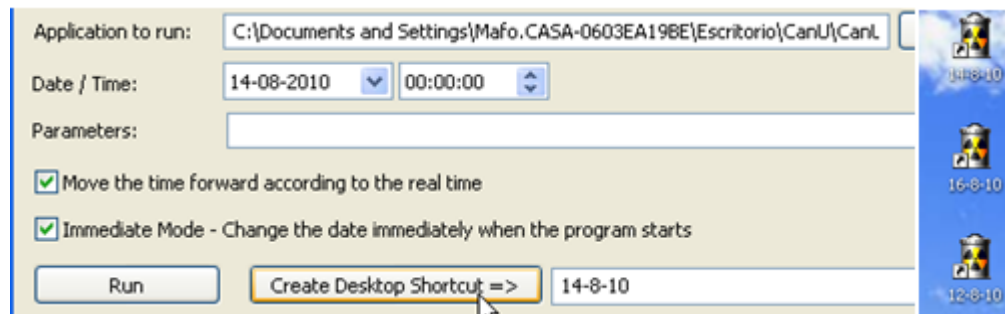 Application to run: C:\Documents and Settings\Mafo.CASA-0603EA19BE\Escritorio\CanU\CanU
Date / Time: 14-08-2010 00:00:00
Parameters:
Move the time forward according to the real time
Immediate Mode - Change the date immediately when the program starts
Run Create Desktop Shortcut => 14-8-10
14-8-10
16-8-10
12-8-10